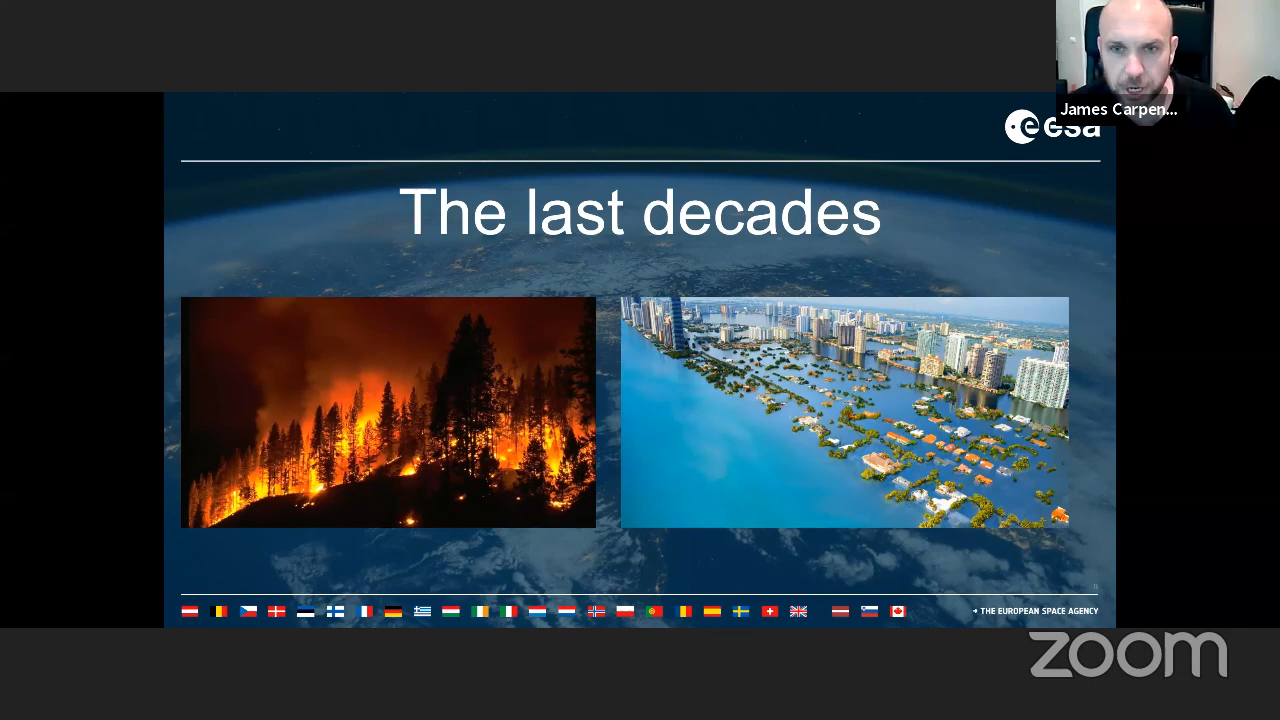 James Carpen...
esa
The last decades
→ THE EUROPEAN SPACE AGENCY
zoom